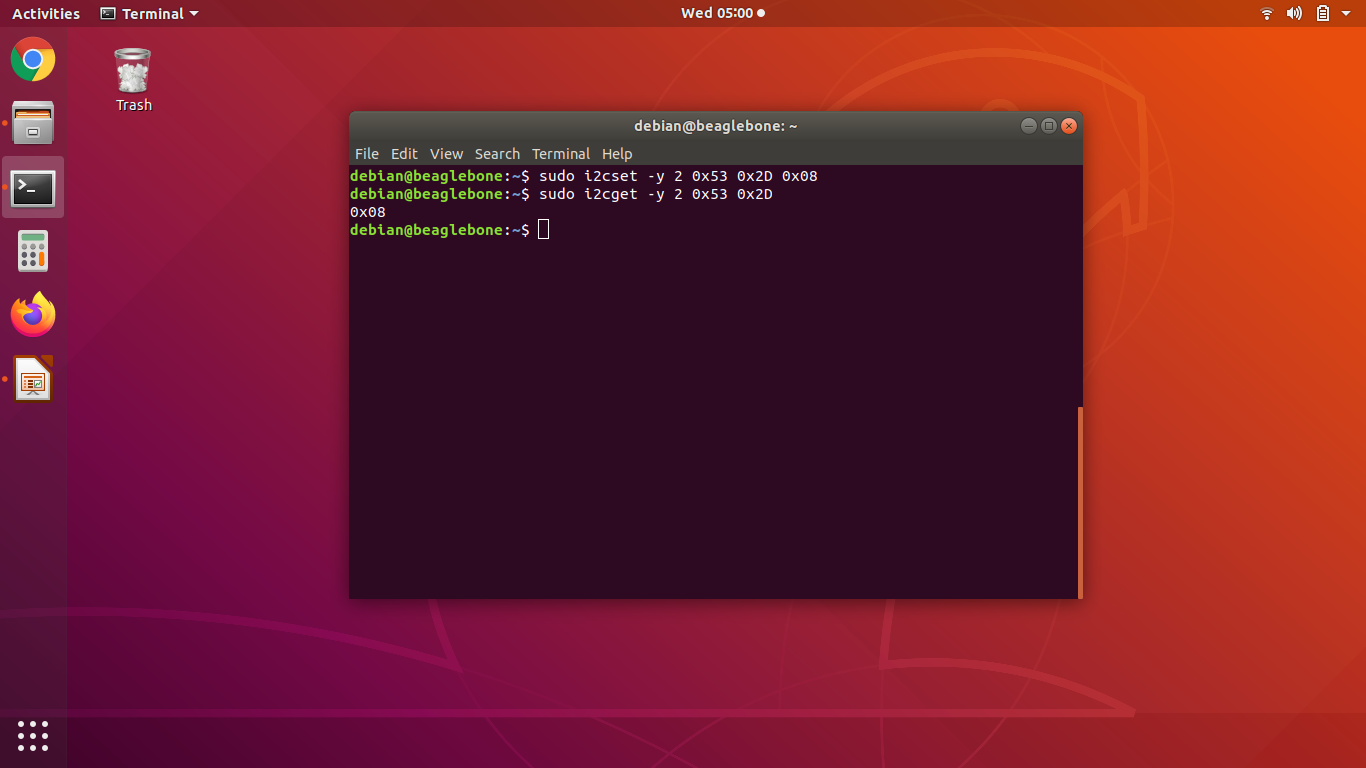 Activities Terminal Wed 05:00
Trash
debian@beaglebone: ~
File Edit View Search Terminal Help
debian@beaglebone:~$ sudo i2cset -y 2 0x53 0x2D 0x08
debian@beaglebone:~$ sudo i2cget -y 2 0x53 0x2D
0x08
debian@beaglebone:~$